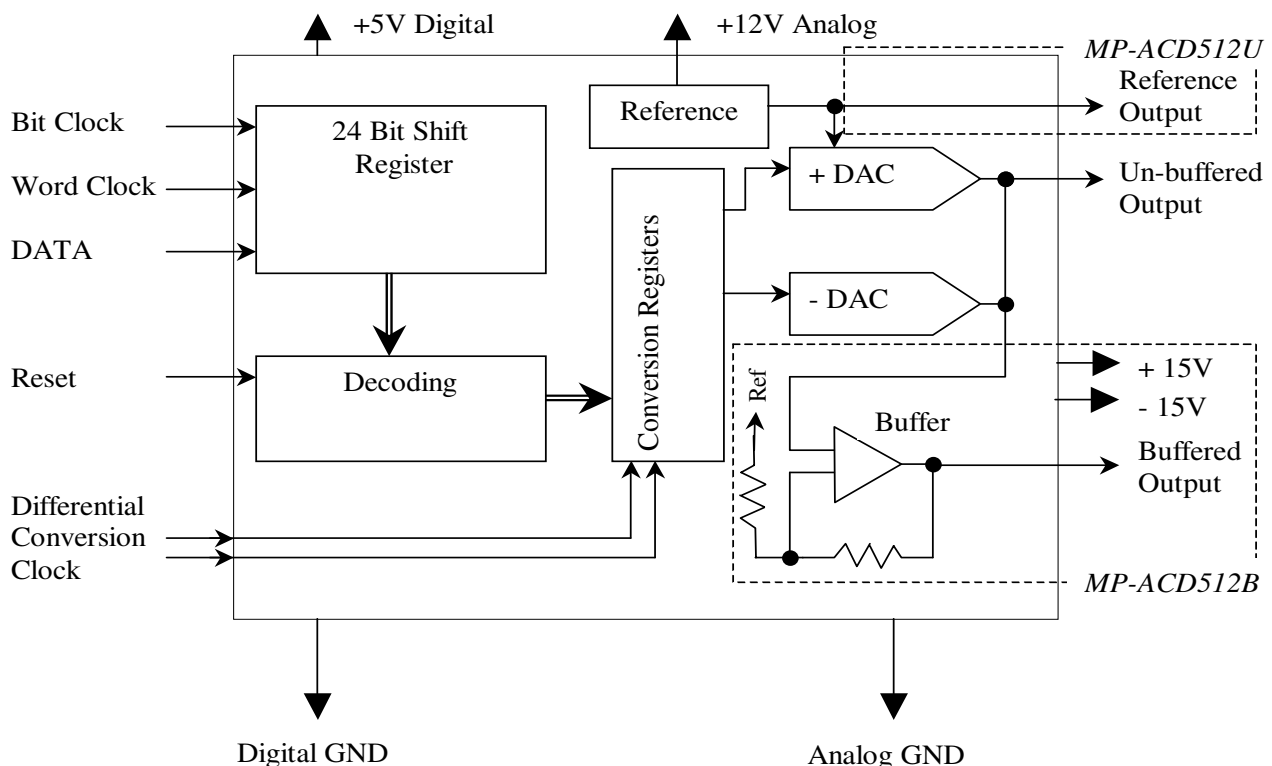 +5V Digital
+12V Analog
MP-ACD512U
Reference
Output
Bit Clock
Word Clock
DATA
24 Bit Shift
Register
Reference
+ DAC
Un-buffered
Output
Conversion Registers
- DAC
Reset
Decoding
Ref
Buffer
+ 15V
- 15V
Buffered
Output
Differential
Conversion
Clock
MP-ACD512B
Digital GND
Analog GND